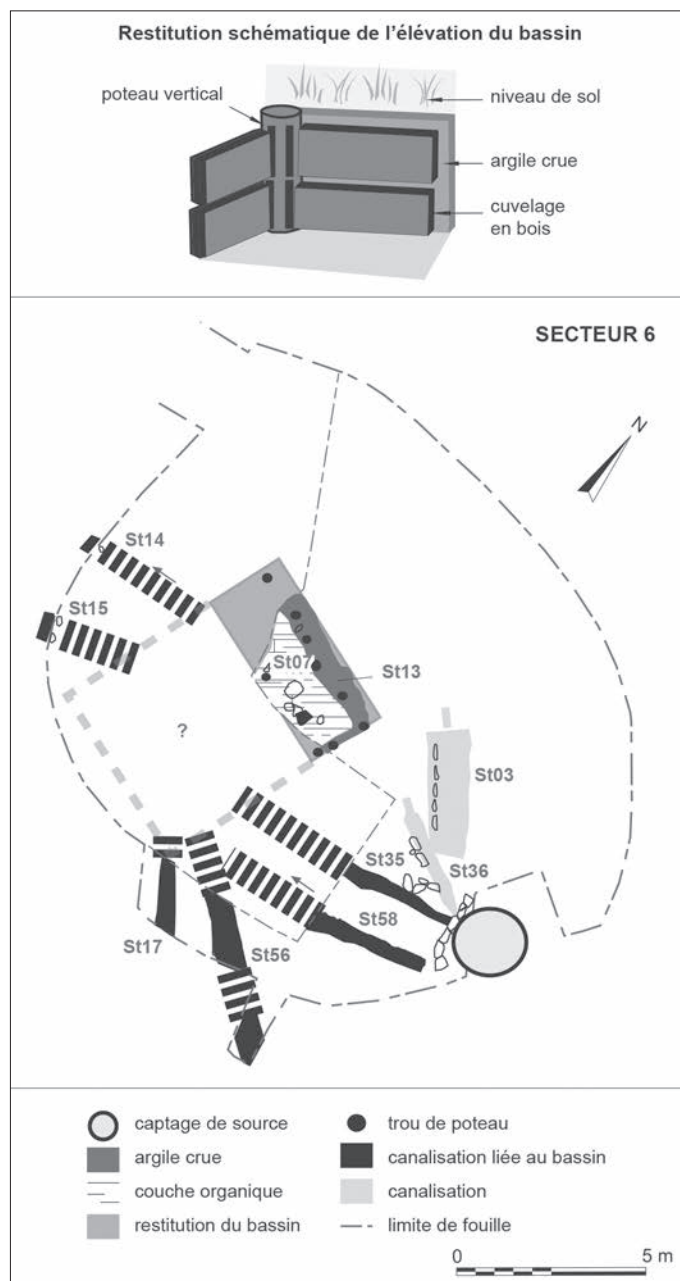 Restitution schématique de l'élévation du bassin
poteau vertical
niveau de sol
argile crue
cuvelage
en bois
SECTEUR 6
N
St14
St15
St07
St13
?
St03
St35
St36
St58
St17
St56
captage de source
trou de poteau
argile crue
canalisation liée au bassin
couche organique
canalisation
restitution du bassin
limite de fouille
0
5 m